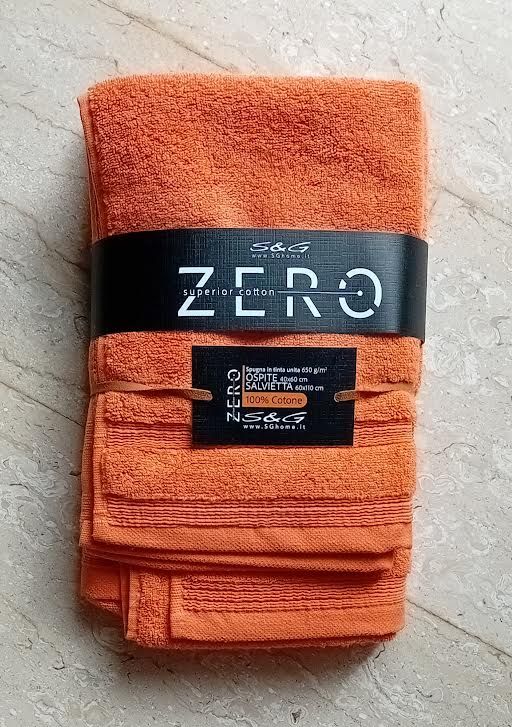 S&G
www.SGhome.it
ZERO
superior cotton
ZERO
Spugna in tinta unita 650 g/m²
OSPITE 40x60 cm
SALVIETTA 60x110 cm
100% Cotone
S&G
www.SGhome.it